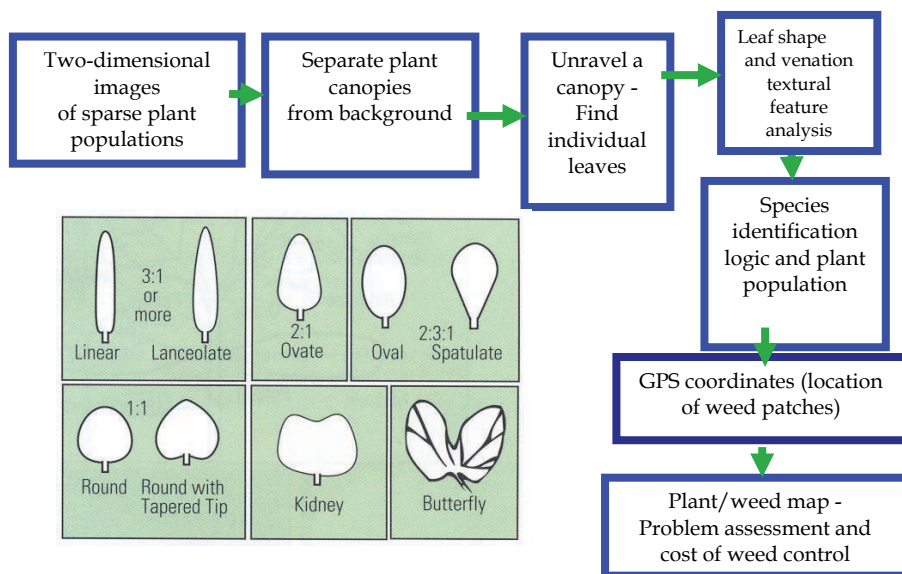 Two-dimensional
images
of sparse plant
populations
Separate plant
canopies
from background
Unravel a
canopy -
Find
individual
leaves
Leaf shape
and venation
textural
feature
analysis
Species
identification
logic and plant
population
GPS coordinates (location
of weed patches)
Plant/weed map -
Problem assessment and
cost of weed control
3:1
or
more
Linear
Lanceolate
2:1
Ovate
2:3:1
Oval
Spatulate
1:1
Round
Round with
Tapered Tip
Kidney
Butterfly